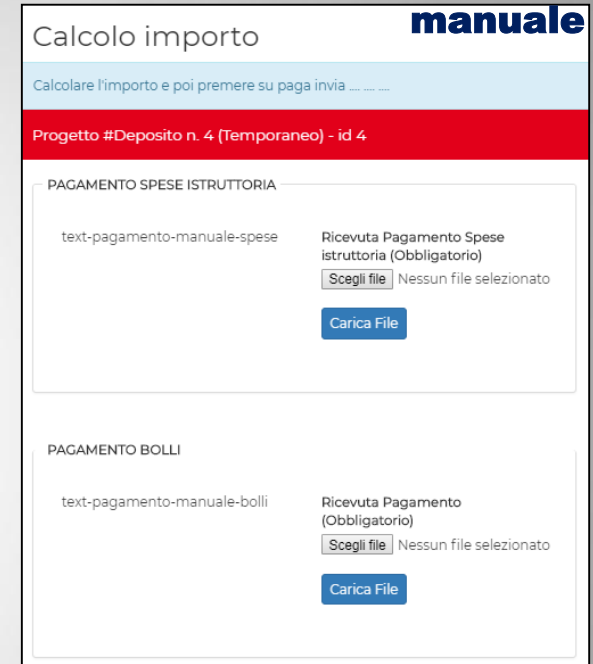 manuale
Calcolo importo
Calcolare l'importo e poi premere su paga invia .... .... ....
Progetto #Deposito n. 4 (Temporaneo) - id 4
PAGAMENTO SPESE ISTRUTTORIA
text-pagamento-manuale-spese
Ricevuta Pagamento Spese
istruttoria (Obbligatorio)
Scegli file Nessun file selezionato
Carica File
PAGAMENTO BOLLI
text-pagamento-manuale-bolli
Ricevuta Pagamento
(Obbligatorio)
Scegli file Nessun file selezionato
Carica File